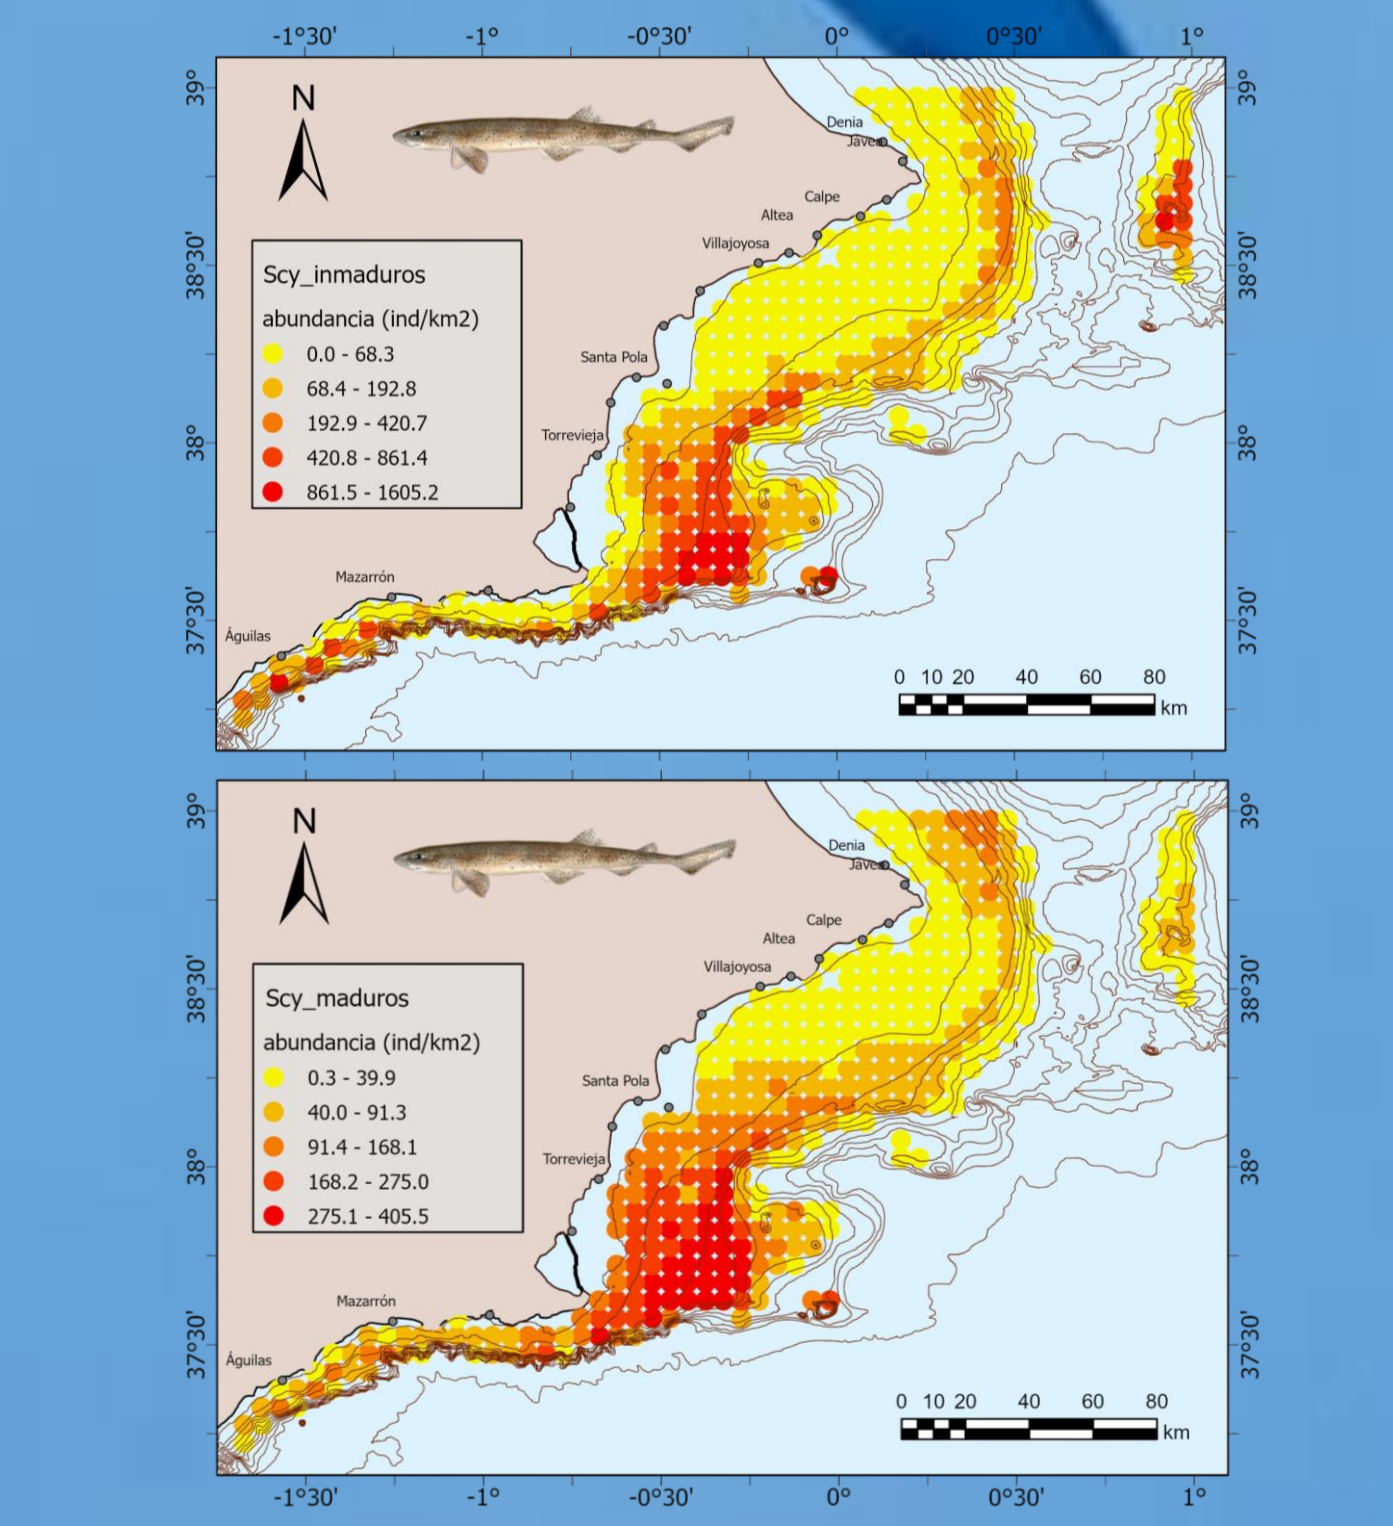 -1°30' -1° -0°30' 0° 0°30' 1°
39° 39°
N
Denia
Javea
Calpe
Altea
Villajoyosa
38°30' 38°30'
Scy_inmaduros
abundancia (ind/km2)
0.0 - 68.3
68.4 - 192.8
192.9 - 420.7
420.8 - 861.4
861.5 - 1605.2
Santa Pola
Torrevieja
38° 38°
Mazarrón
Águilas
37°30' 37°30'
0 10 20 40 60 80
km
39° 39°
N
Denia
Javea
Calpe
Altea
Villajoyosa
38°30' 38°30'
Scy_maduros
abundancia (ind/km2)
0.3 - 39.9
40.0 - 91.3
91.4 - 168.1
168.2 - 275.0
275.1 - 405.5
Santa Pola
Torrevieja
38° 38°
Mazarrón
Águilas
37°30' 37°30'
0 10 20 40 60 80
km
-1°30' -1° -0°30' 0° 0°30' 1°